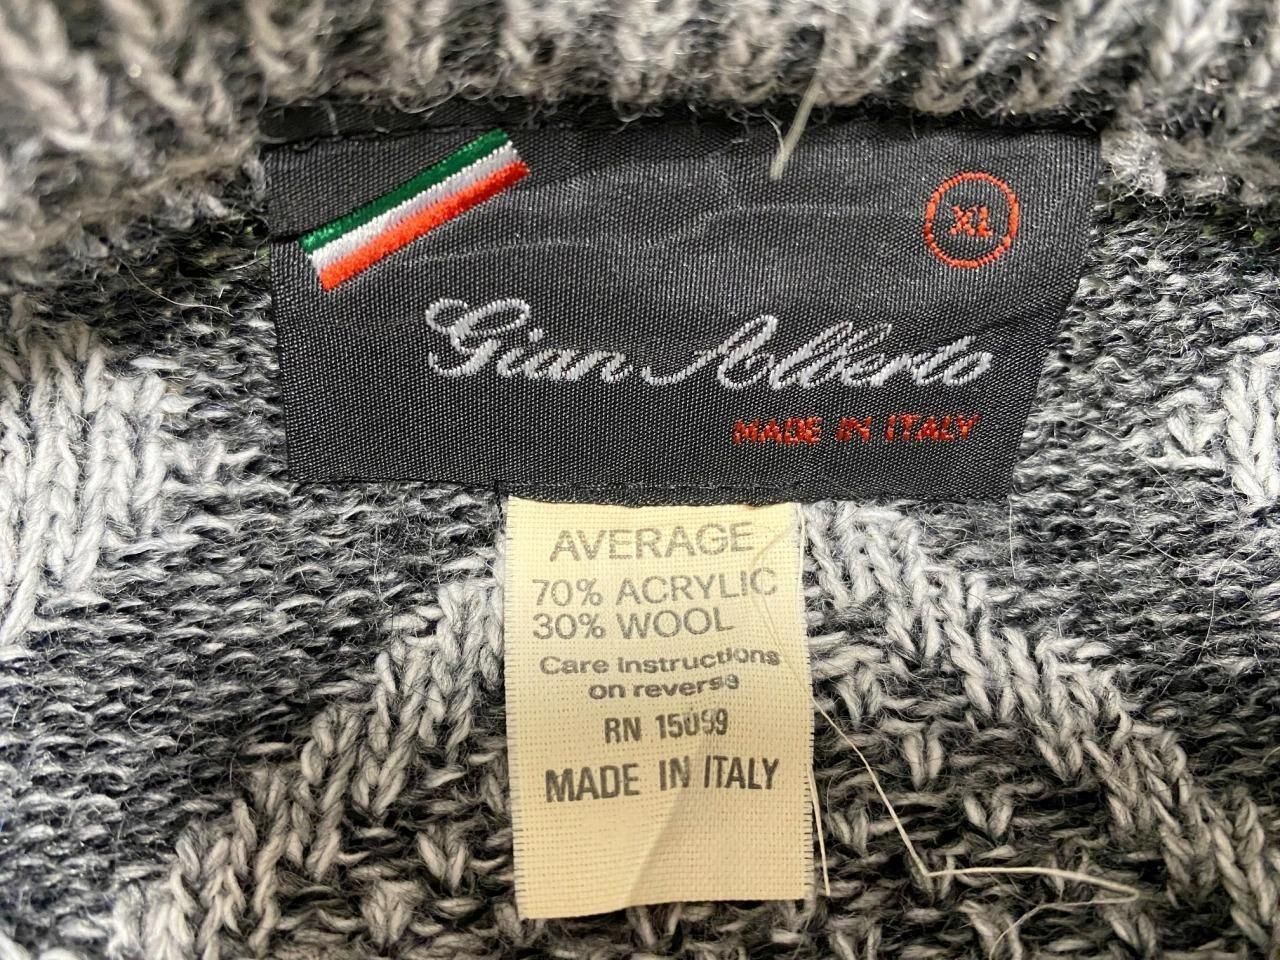 XL
Gian Alberto
MADE IN ITALY
AVERAGE
70% ACRYLIC
30% WOOL
Care Instructions
on reverse
RN 15099
MADE IN ITALY